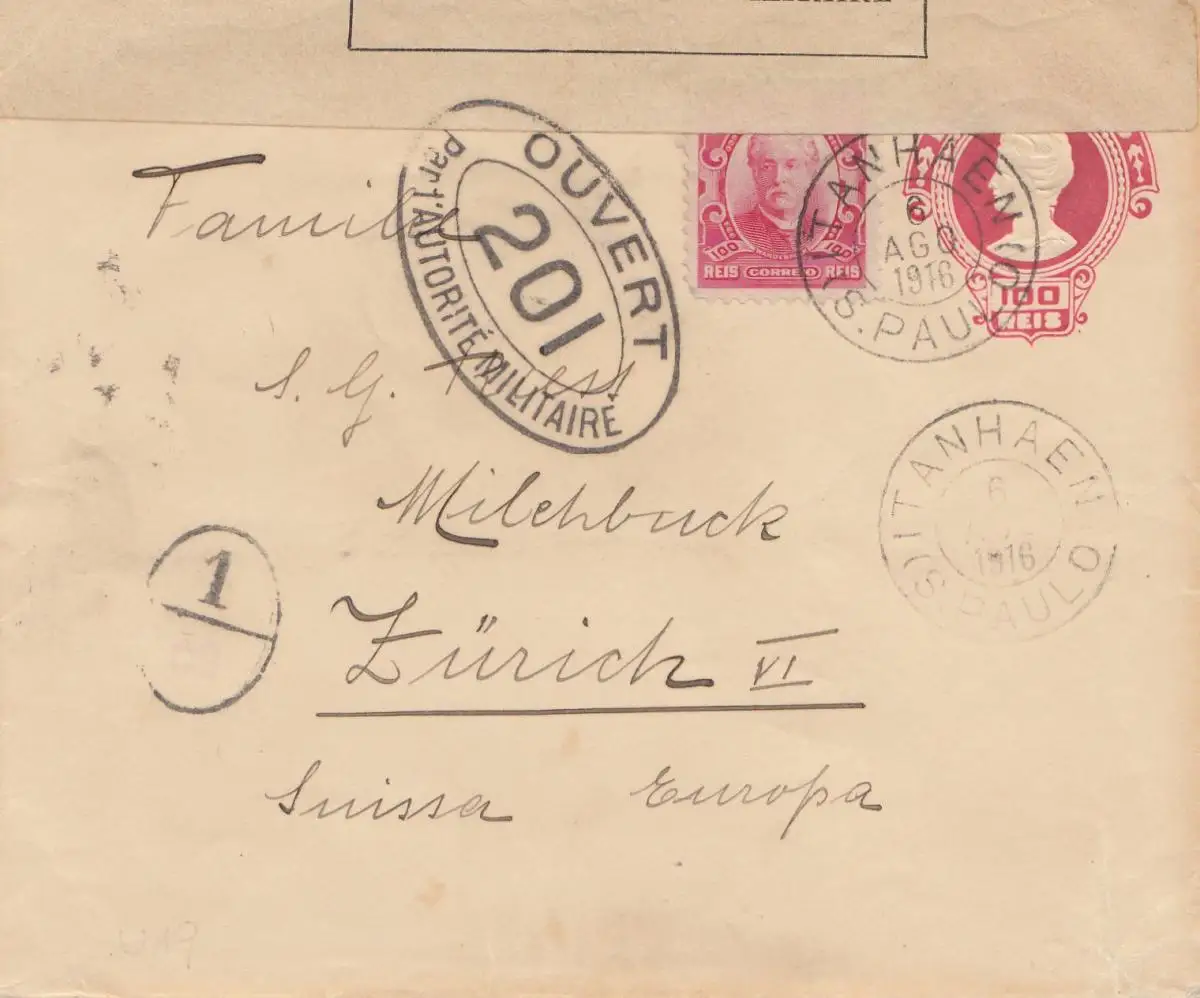 OUVERT
201
Par l'AUTORITÉ MILITAIRE
100 100
REIS CORREIO REIS
ITANHAEN
6
AGO
1916
(S. PAULO)
100
REIS
Familie
S. G.
Milchbuck
Zürich VI
Suissa Europa
ITANHAEN
6
1916
(S. PAULO)
1